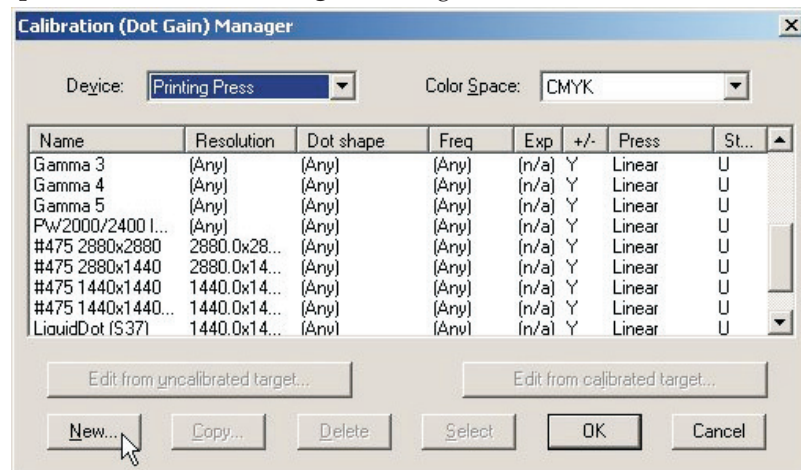 Calibration (Dot Gain) Manager
Device: Printing Press Color Space: CMYK
Name Resolution Dot shape Freq Exp +/- Press St...
Gamma 3 (Any) (Any) (Any) (n/a) Y Linear U
Gamma 4 (Any) (Any) (Any) (n/a) Y Linear U
Gamma 5 (Any) (Any) (Any) (n/a) Y Linear U
PW2000/2400 l... (Any) (Any) (Any) (n/a) Y Linear U
#475 2880x2880 2880.0x28... (Any) (Any) (n/a) Y Linear U
#475 2880x1440 2880.0x14... (Any) (Any) (n/a) Y Linear U
#475 1440x1440 1440.0x14... (Any) (Any) (n/a) Y Linear U
#475 1440x1440... 1440.0x14... (Any) (Any) (n/a) Y Linear U
LiquidDot (S37) 1440.0x14... (Any) (Any) (n/a) Y Linear U
Edit from uncalibrated target... Edit from calibrated target...
New... Copy... Delete Select OK Cancel